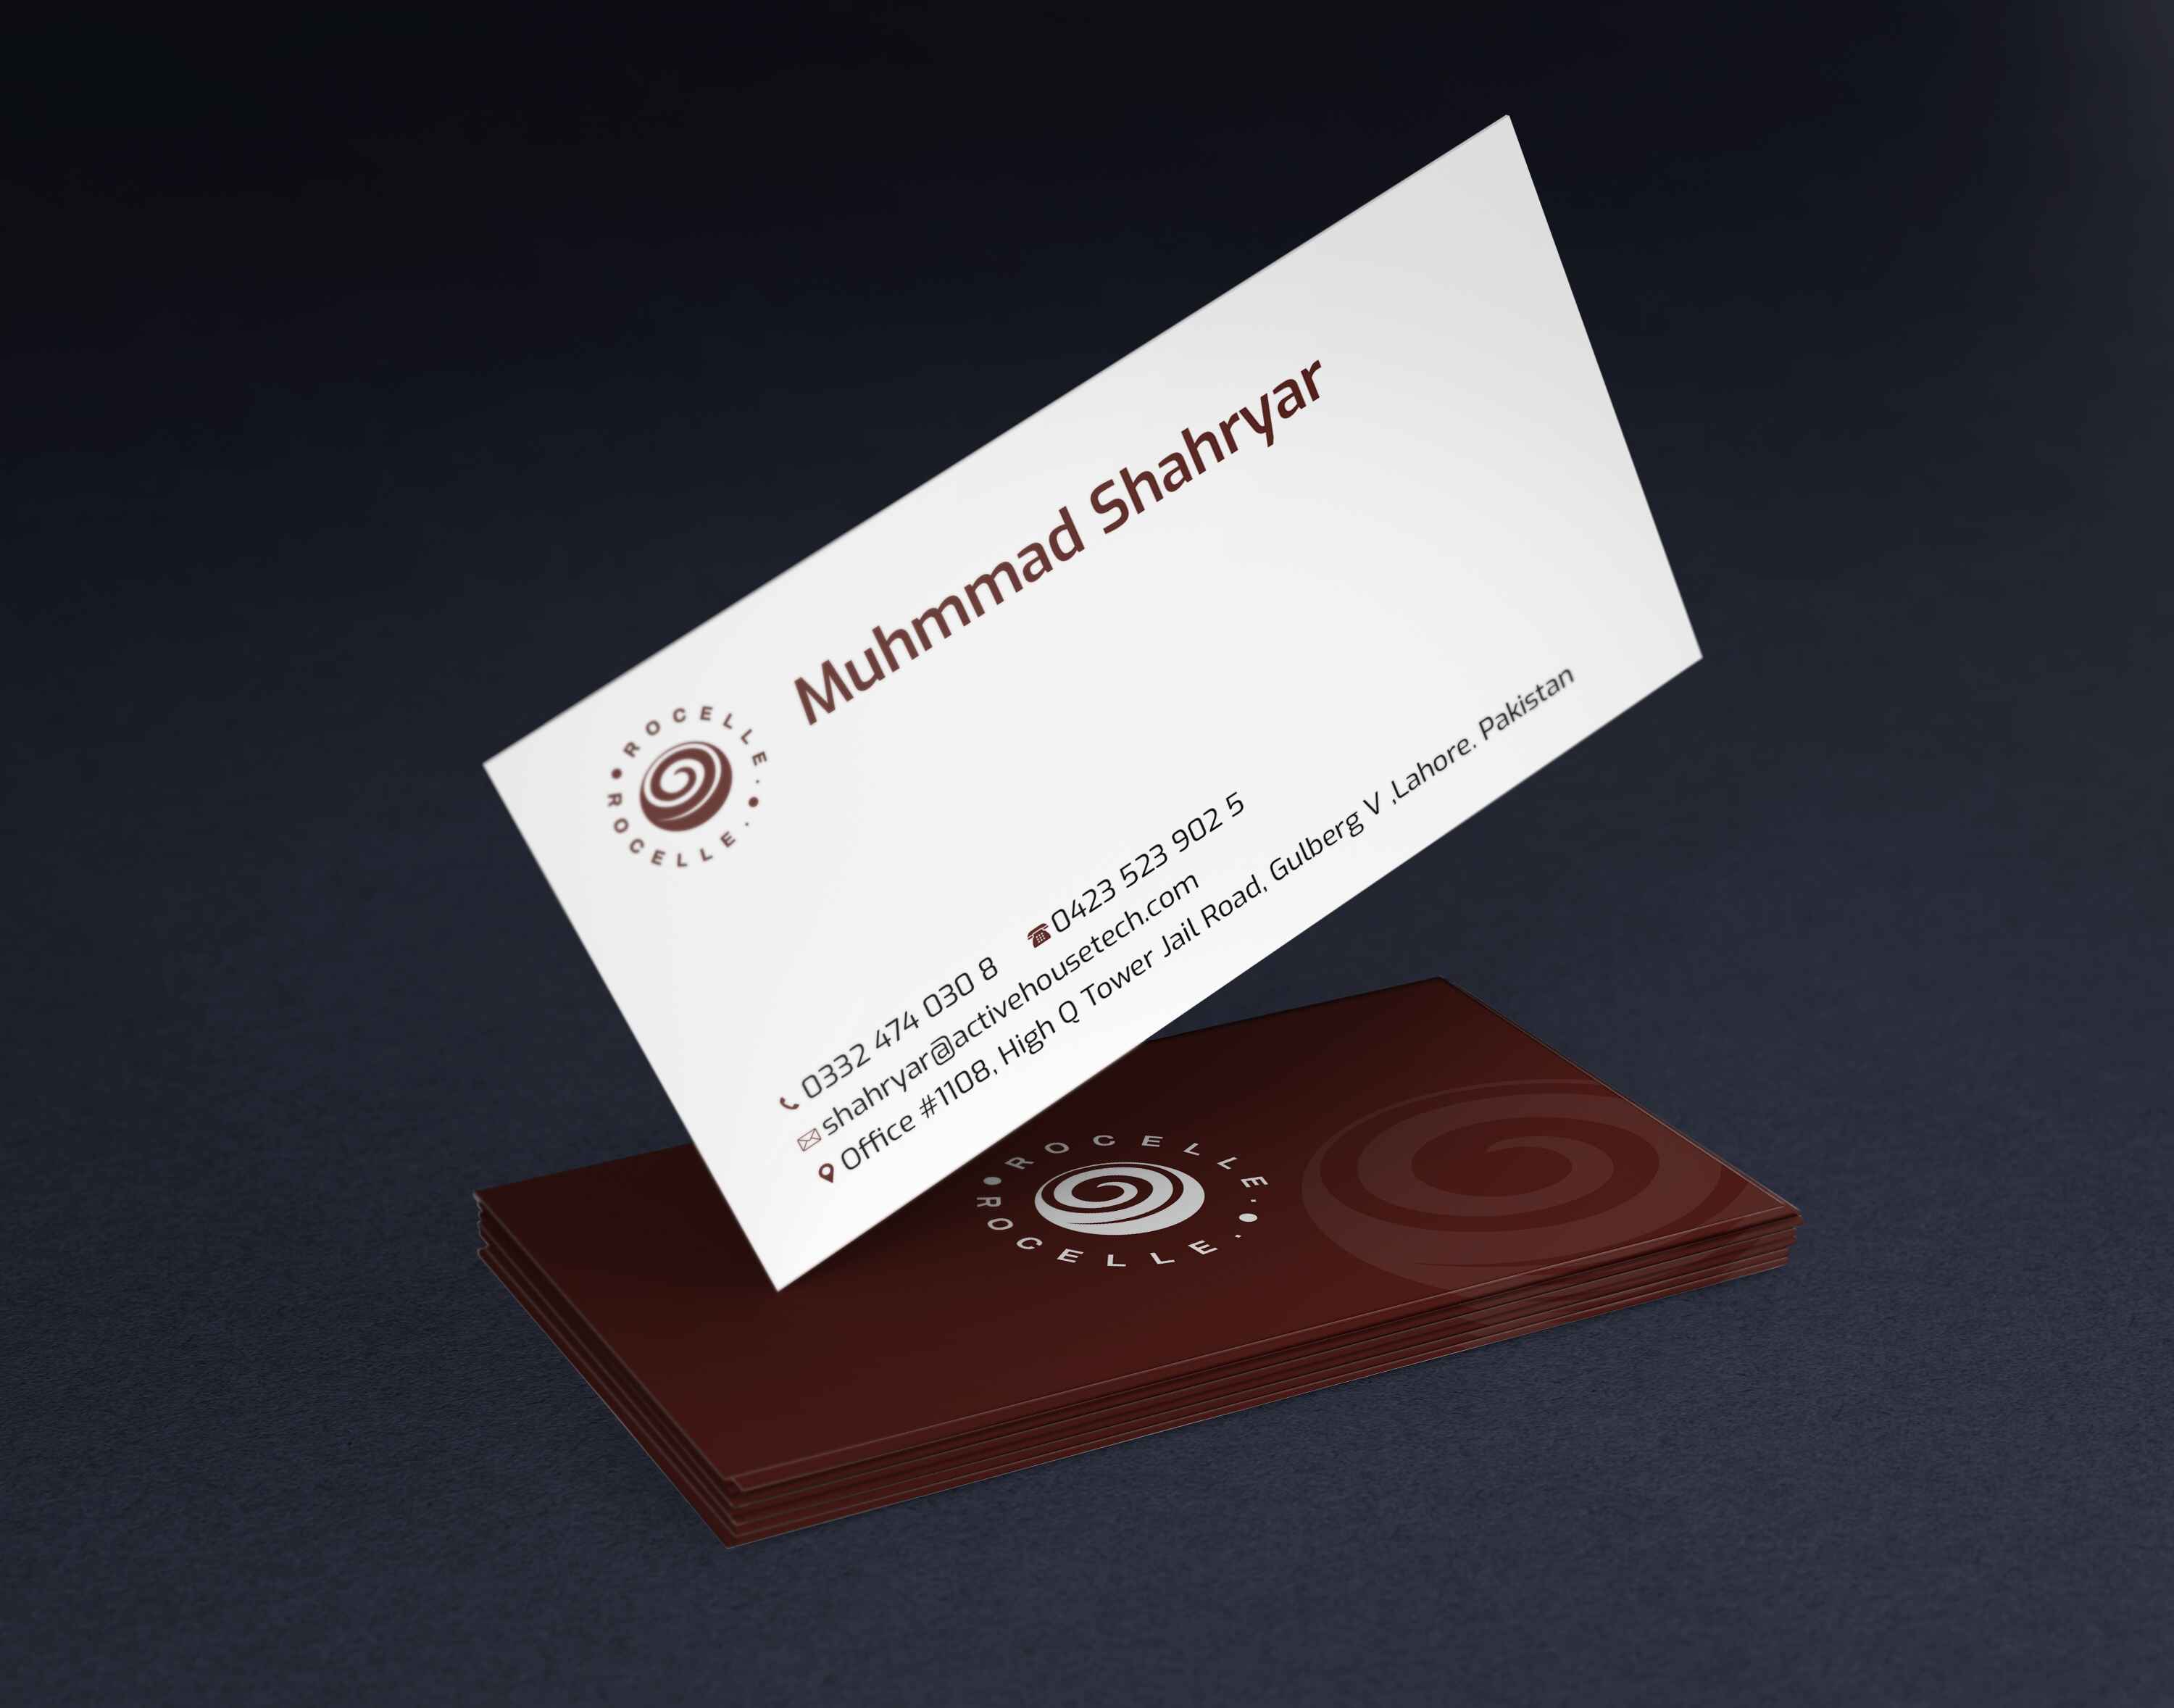 Muhmmad Shahryar
ROCELLE.
ROCELLE.
0332 474 030 8 0423 523 902 5
shahryar@activehousetech.com
Office #1108, High Q Tower Jail Road, Gulberg V ,Lahore. Pakistan
ROCELLE.
ROCELLE.